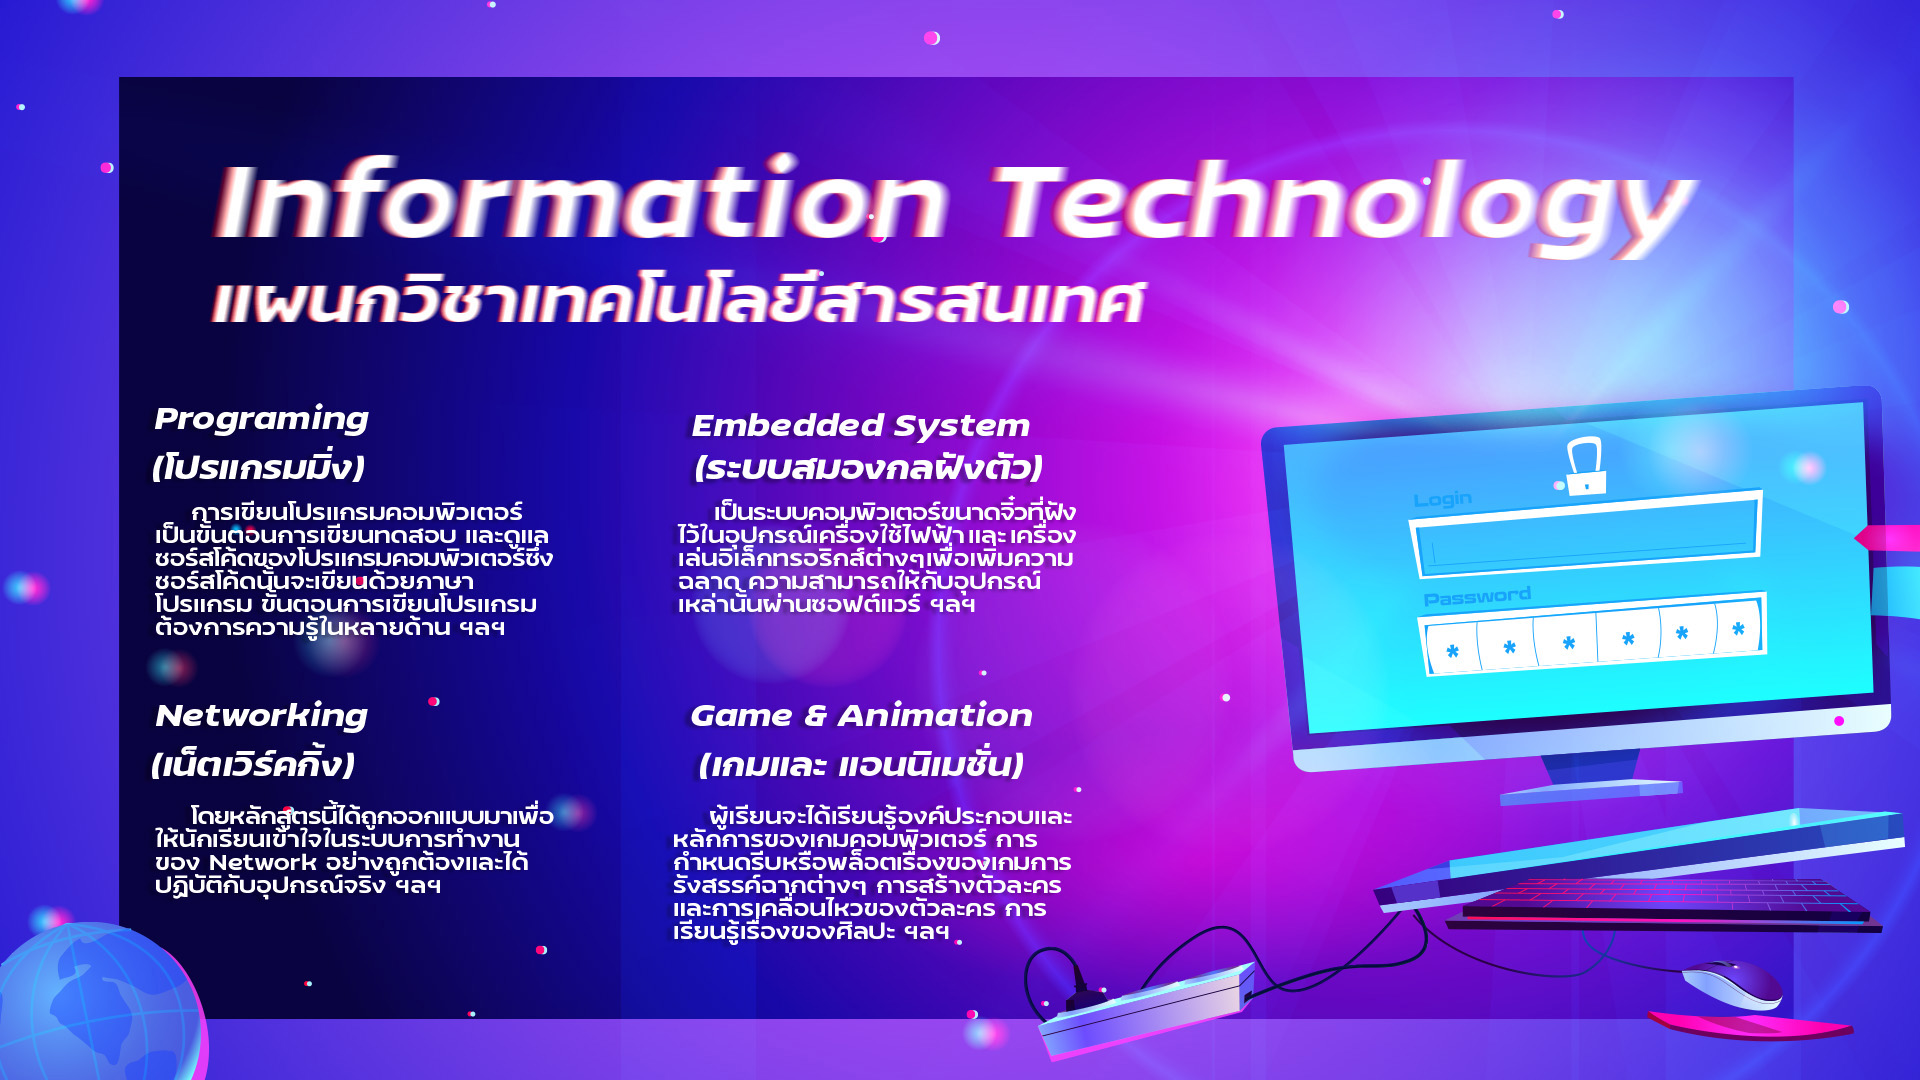 Information Technology
แผนกวิชาเทคโนโลยีสารสนเทศ
Programing
(โปรแกรมมิ่ง)
การเขียนโปรแกรมคอมพิวเตอร์
เป็นขั้นตอนการเขียนทดสอบ และดูแล
ซอร์สโค้ดของโปรแกรมคอมพิวเตอร์ซึ่ง
ซอร์สโค้ดนั้นจะเขียนด้วยภาษา
โปรแกรม ขั้นตอนการเขียนโปรแกรม
ต้องการความรู้ในหลายด้าน ฯลฯ
Embedded System
(ระบบสมองกลฝังตัว)
เป็นระบบคอมพิวเตอร์ขนาดจิ๋วที่ฝัง
ไว้ในอุปกรณ์เครื่องใช้ไฟฟ้า และ เครื่อง
เล่นอิเล็กทรอริกส์ต่างๆเพื่อเพิ่มความ
ฉลาด ความสามารถให้กับอุปกรณ์
เหล่านั้นผ่านซอฟต์แวร์ ฯลฯ
Networking
(เน็ตเวิร์คกิ้ง)
โดยหลักสูตรนี้ได้ถูกออกแบบมาเพื่อ
ให้นักเรียนเข้าใจในระบบการทำงาน
ของ Network อย่างถูกต้องและได้
ปฏิบัติกับอุปกรณ์จริง ฯลฯ
Game & Animation
(เกมและ แอนนิเมชั่น)
ผู้เรียนจะได้เรียนรู้องค์ประกอบและ
หลักการของเกมคอมพิวเตอร์ การ
กำหนดรีบหรือพล็อตเรื่องของเกมการ
รังสรรค์ฉากต่างๆ การสร้างตัวละคร
และการเคลื่อนไหวของตัวละคร การ
เรียนรู้เรื่องของศิลปะ ฯลฯ
Login
Password
* * * * * *